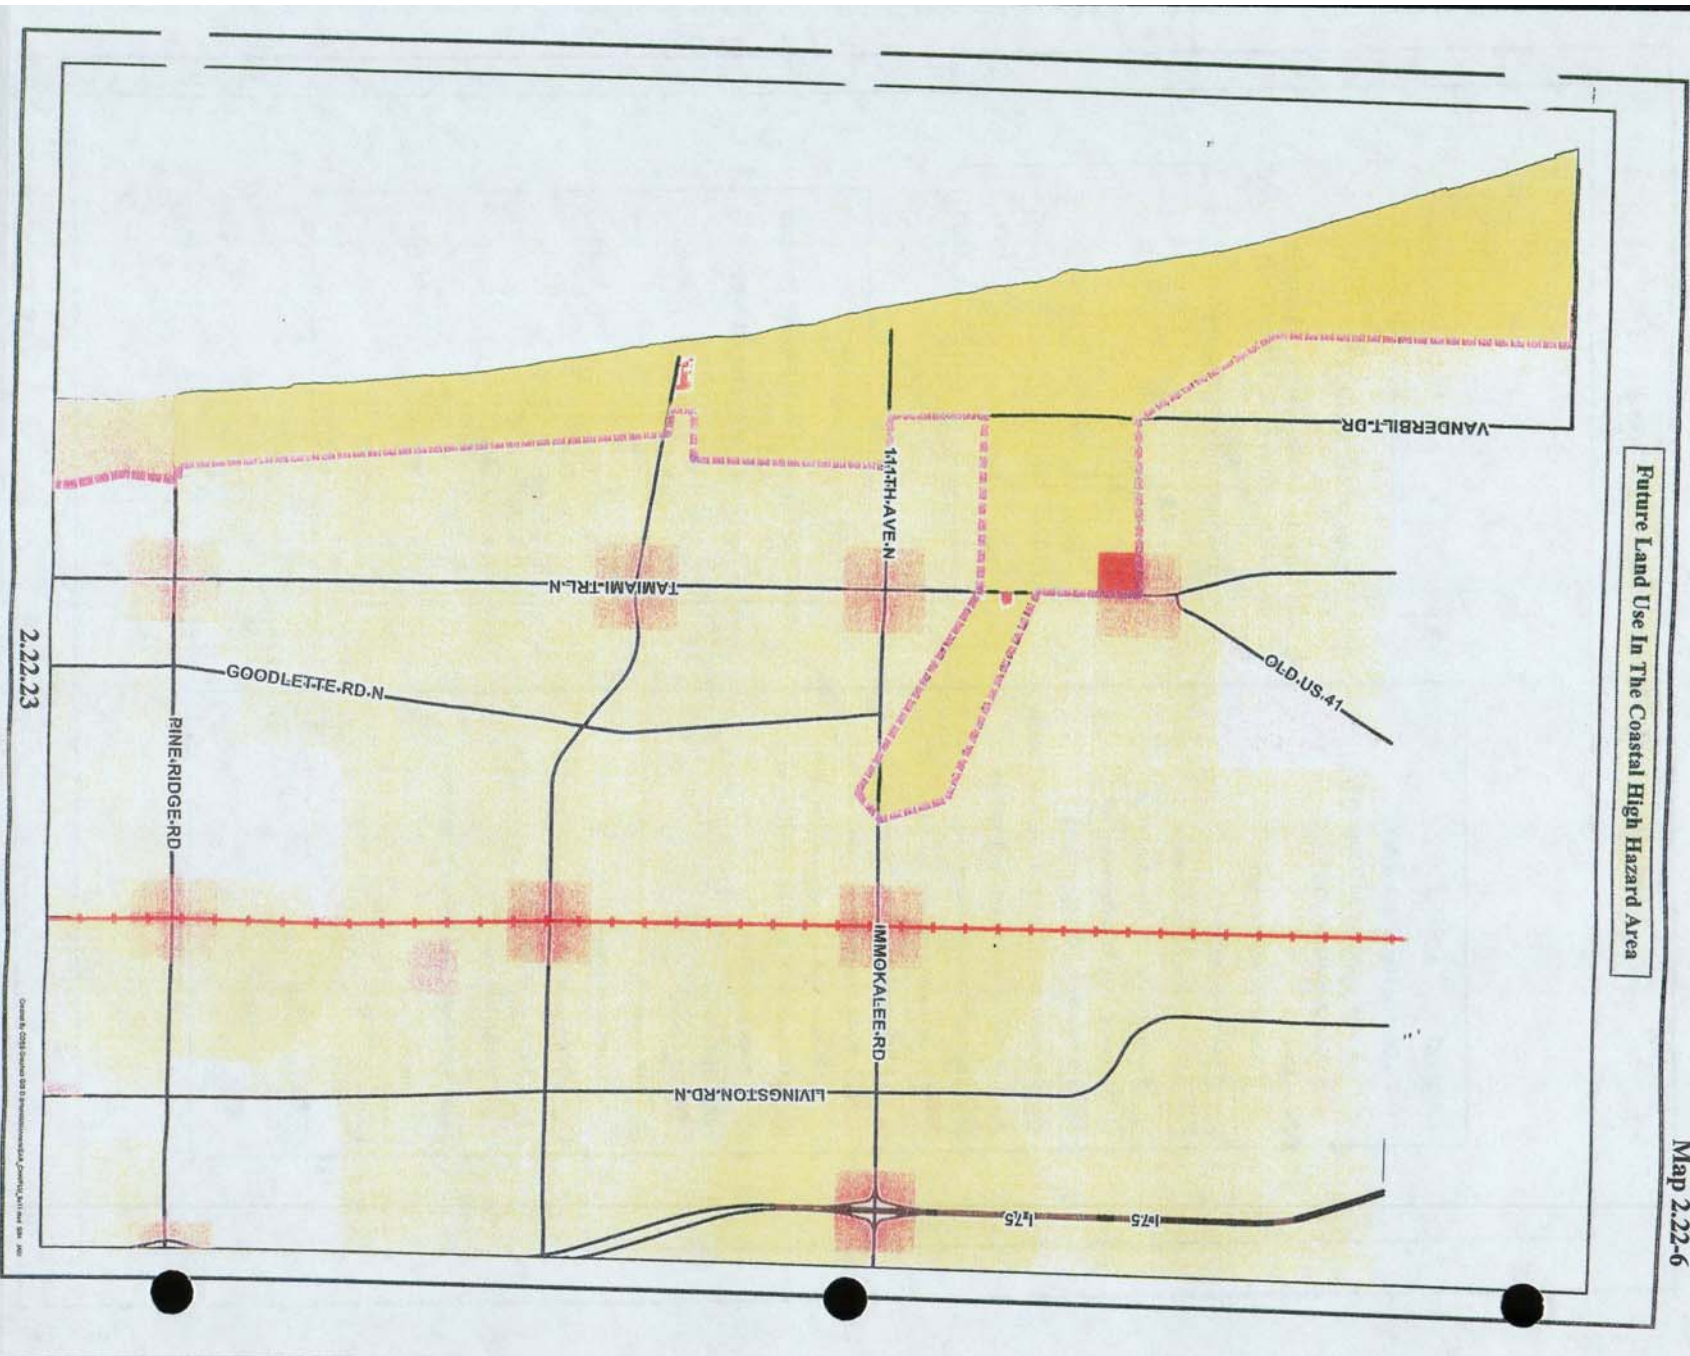 Map 2.22-6
Future Land Use In The Coastal High Hazard Area
VANDERBILT DR
111TH AVE N
TAMIAMI TRL N
OLD US 41
GOODLETTE RD N
PINE RIDGE RD
IMMOKALEE RD
LIVINGSTON RD N
I-75
I-75
2.22.23